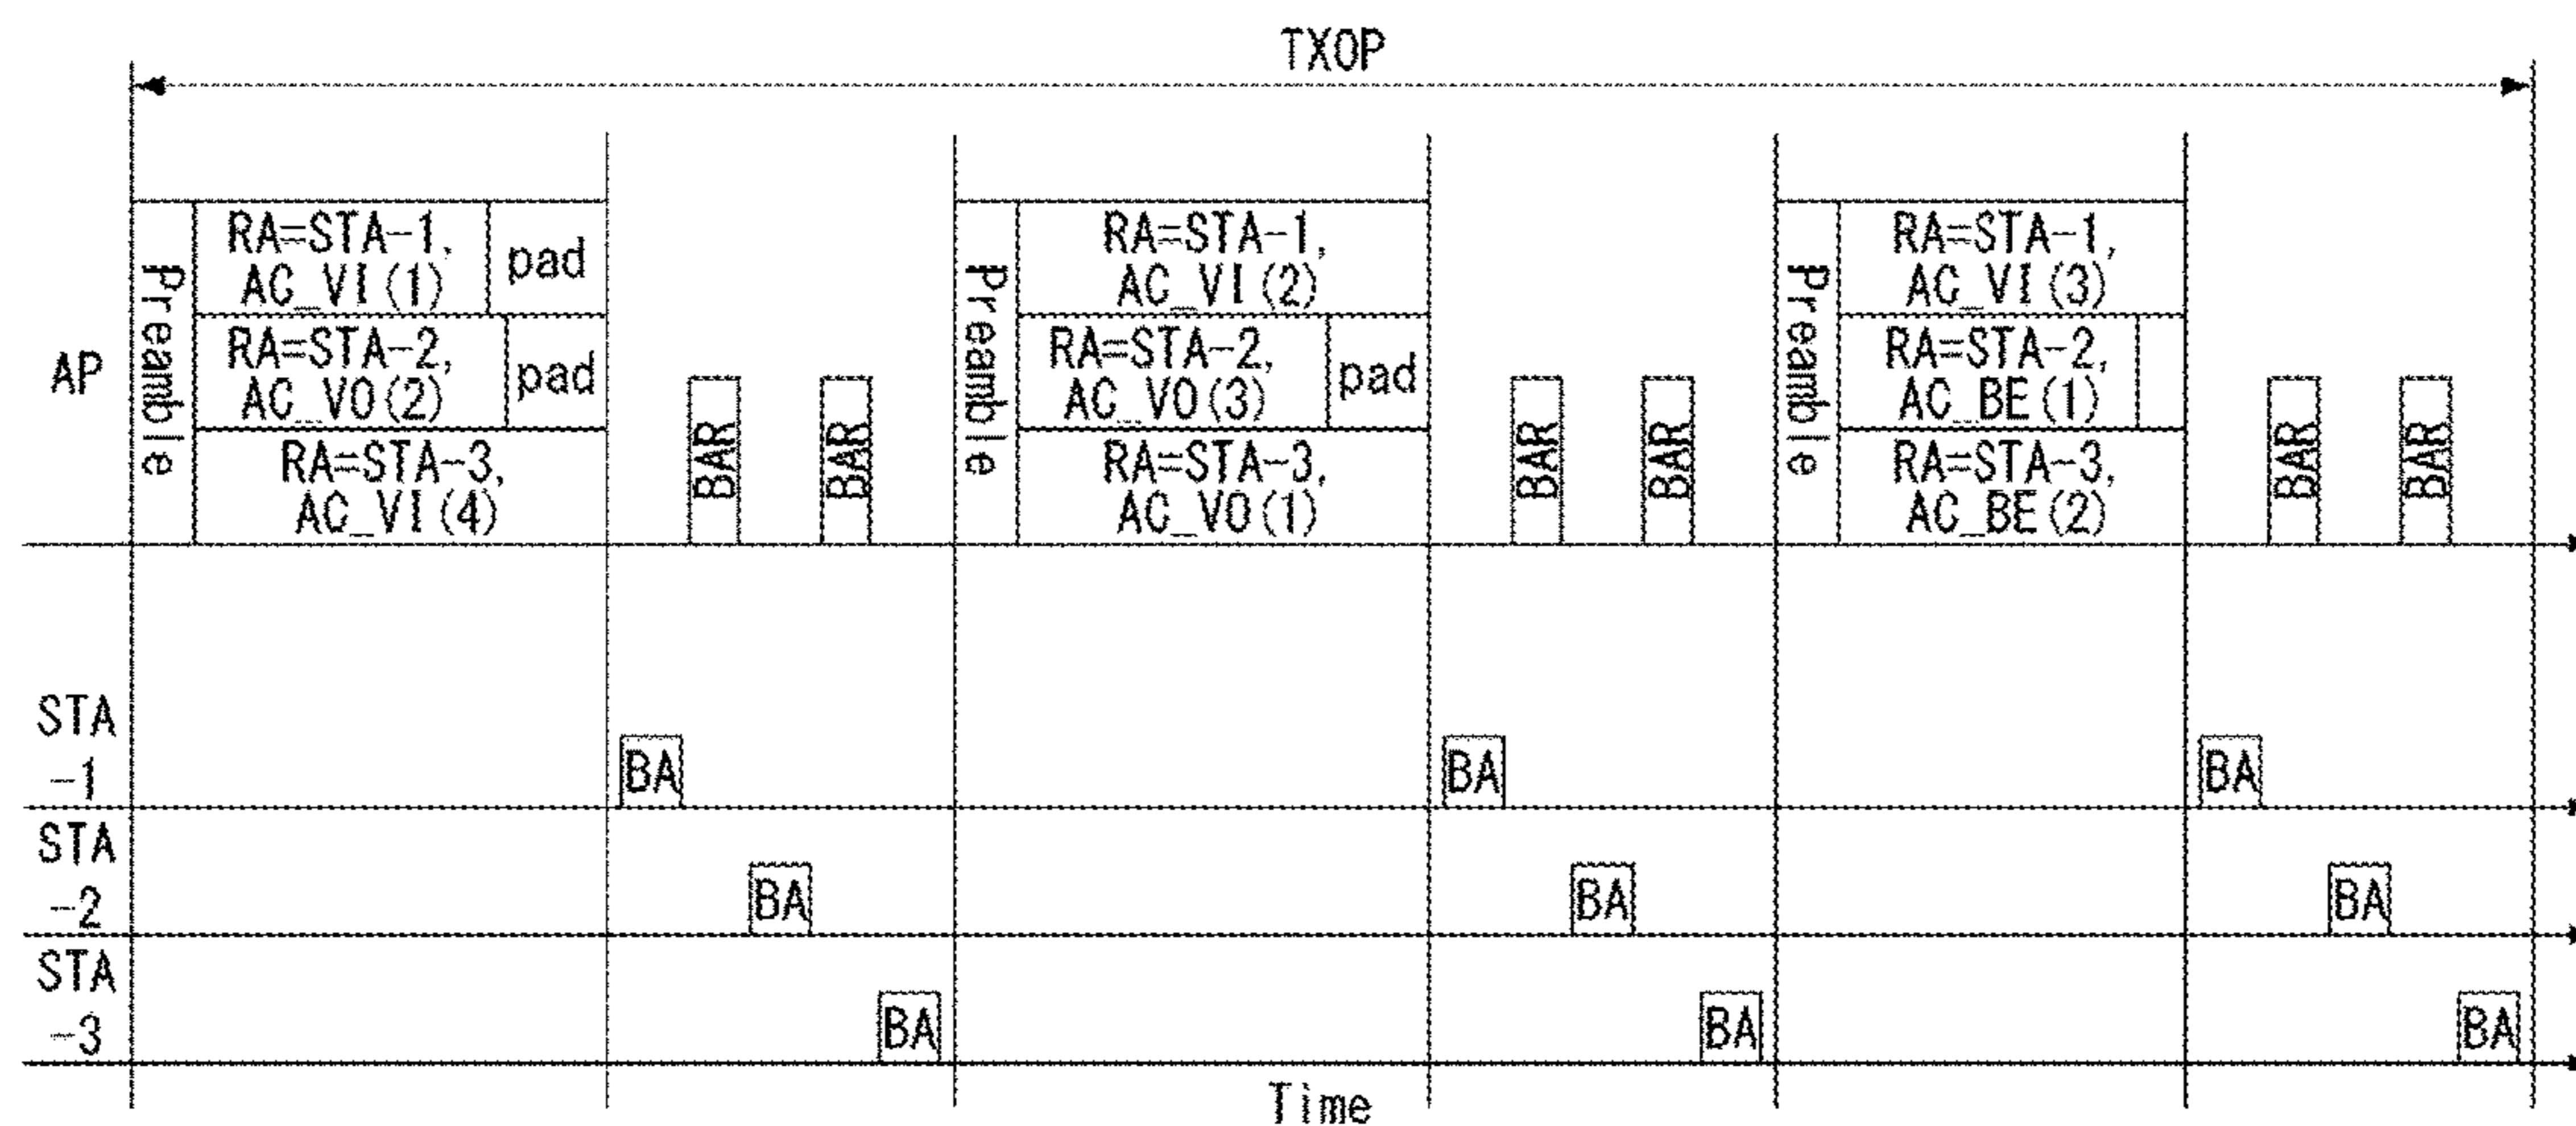 TXOP
AP
Preamble
RA=STA-1,
AC_VI(1)
pad
RA=STA-2,
AC_VO(2)
pad
RA=STA-3,
AC_VI(4)
BAR
BAR
Preamble
RA=STA-1,
AC_VI(2)
RA=STA-2,
AC_VO(3)
pad
RA=STA-3,
AC_VO(1)
BAR
BAR
Preamble
RA=STA-1,
AC_VI(3)
RA=STA-2,
AC_BE(1)
RA=STA-3,
AC_BE(2)
BAR
BAR
STA
-1
BA
BA
BA
STA
-2
BA
BA
BA
STA
-3
BA
BA
BA
Time